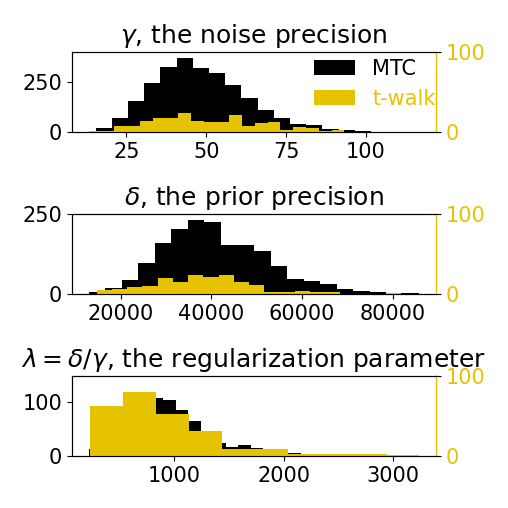 γ, the noise precision
100
MTC
250
t-walk
0 0
25 50 75 100
δ, the prior precision
250 100
0 0
20000 40000 60000 80000
λ = δ/γ, the regularization parameter
100
100
0 0
1000 2000 3000